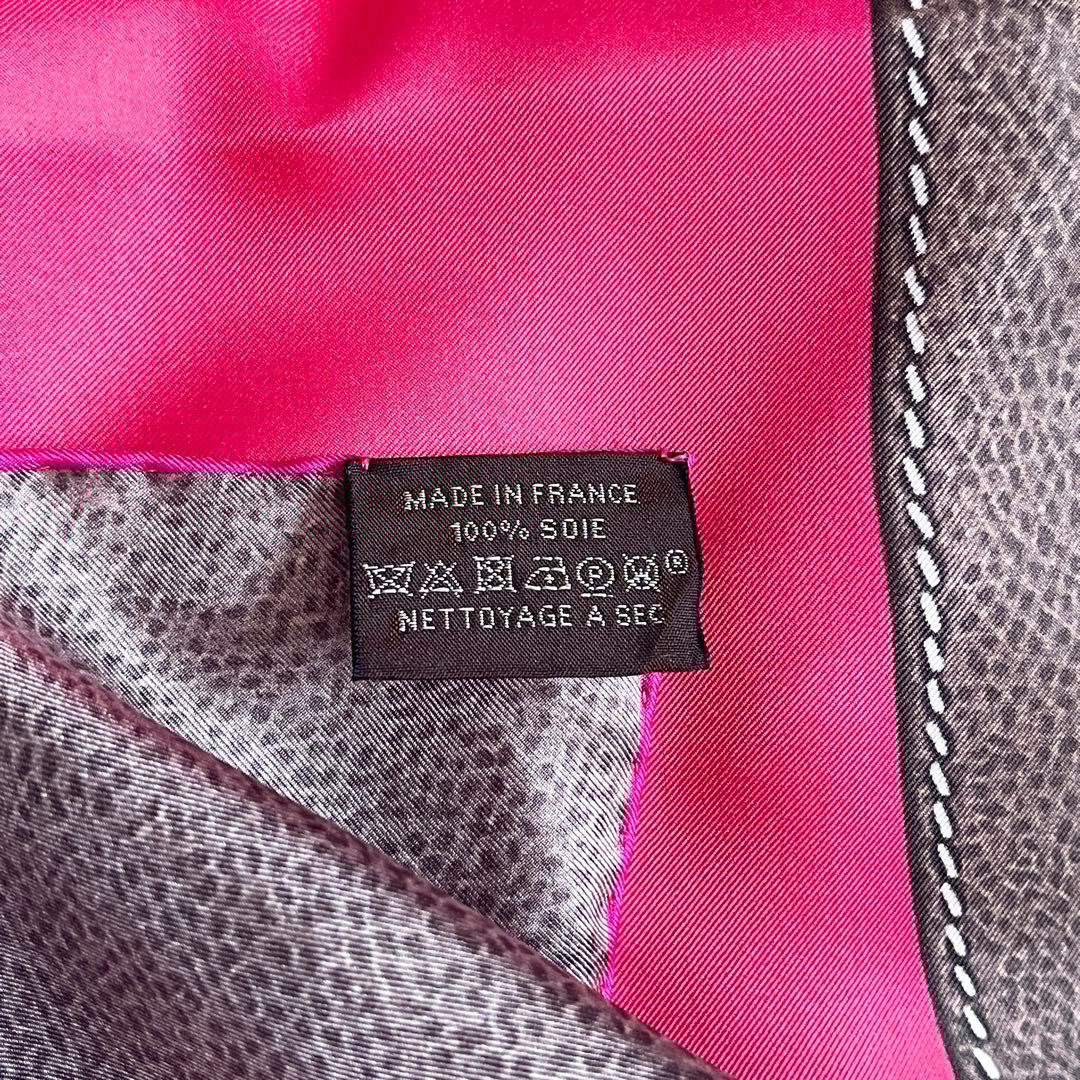 MADE IN FRANCE
100% SOIE
P W ®
NETTOYAGE A SEC